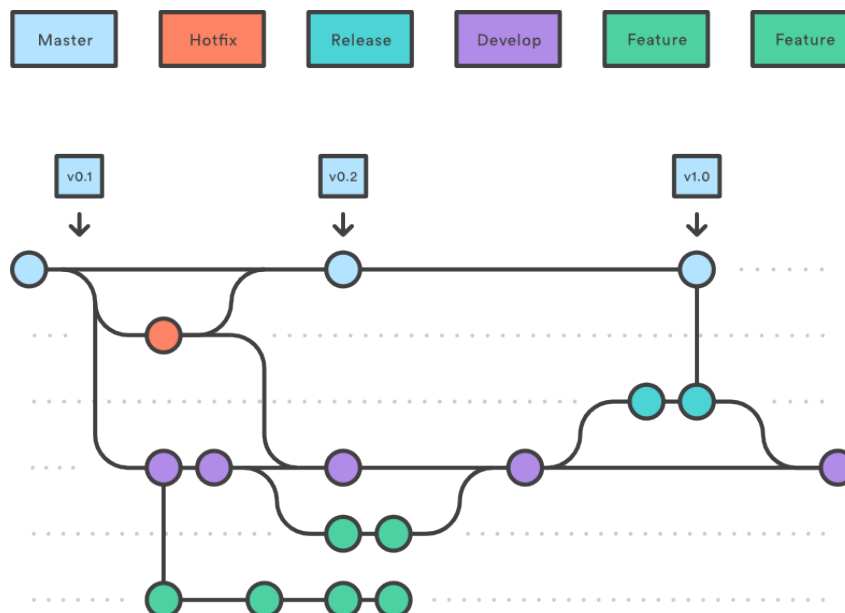 Master
Hotfix
Release
Develop
Feature
Feature
v0.1
v0.2
v1.0